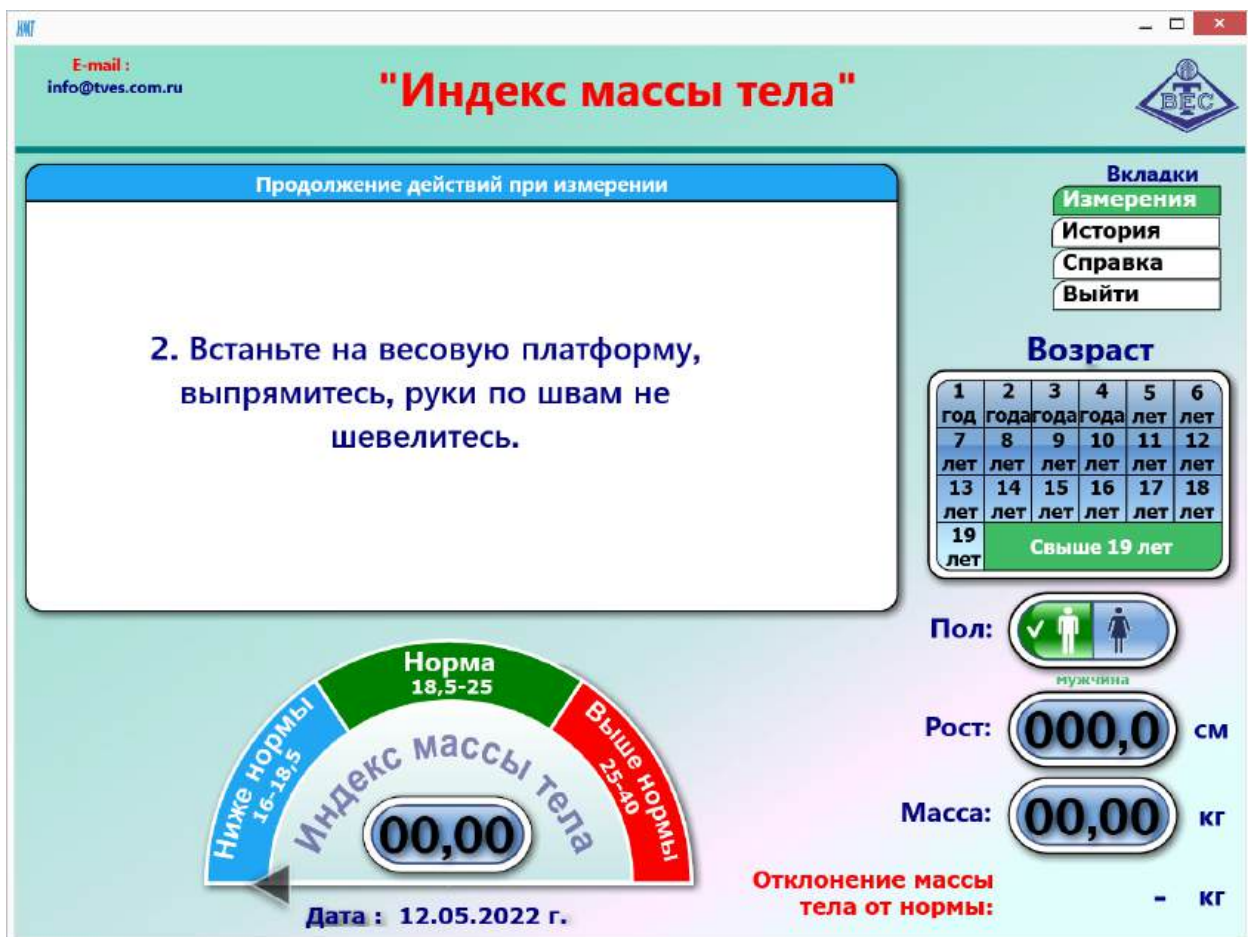 ИМТ
E-mail :
info@tves.com.ru
"Индекс массы тела"
Т
ВЕС
Продолжение действий при измерении
2. Встаньте на весовую платформу,
выпрямитесь, руки по швам не
шевелитесь.
Вкладки
Измерения
История
Справка
Выйти
Возраст
1 2 3 4 5 6
год года года года лет лет
7 8 9 10 11 12
лет лет лет лет лет лет
13 14 15 16 17 18
лет лет лет лет лет лет
19
лет
Свыше 19 лет
Пол:
мужчина
Рост: 000,0 см
Масса: 00,00 кг
Отклонение массы
тела от нормы: - кг
Ниже нормы
16-18,5
Норма
18,5-25
Выше нормы
25-40
Индекс массы тела
00,00
Дата : 12.05.2022 г.